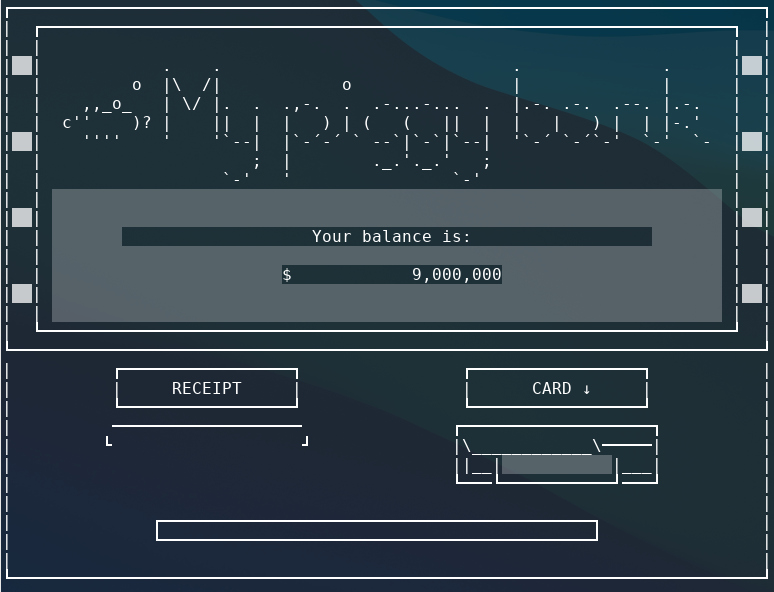 My piggy bank
Your balance is:
$ 9,000,000
RECEIPT
CARD ↓